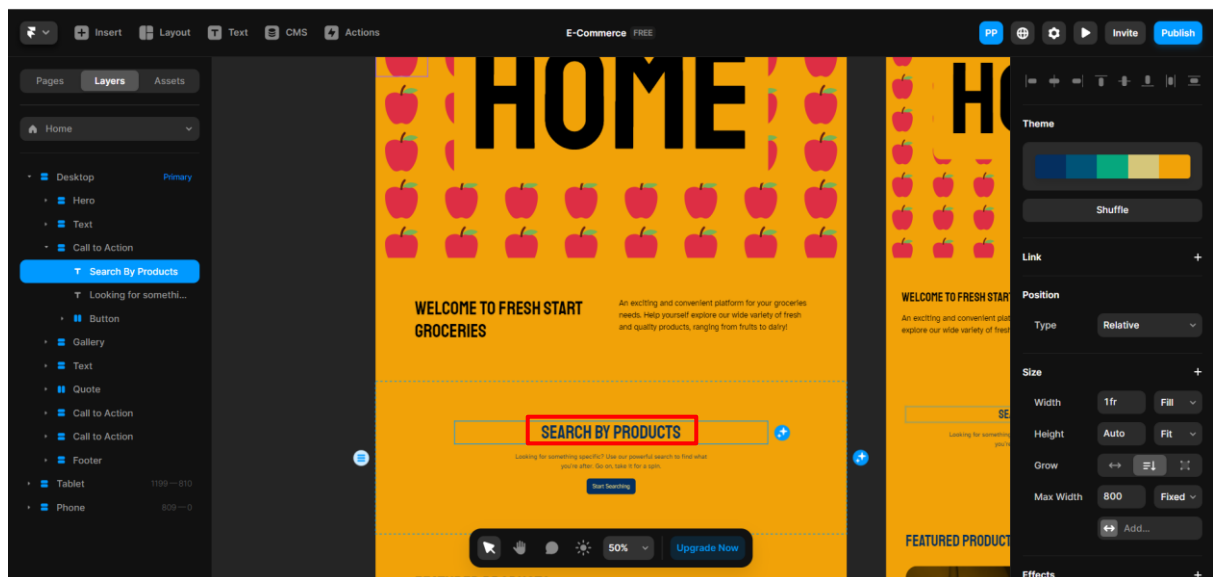 Insert Layout Text CMS Actions E-Commerce FREE PP Invite Publish
Pages Layers Assets
Home
Desktop Primary
Hero
Text
Call to Action
Search By Products
Looking for somethi...
Button
Gallery
Text
Quote
Call to Action
Call to Action
Footer
Tablet 1199—810
Phone 809—0
HOME
WELCOME TO FRESH START
GROCERIES
An exciting and convenient platform for your groceries
needs. Help yourself explore our wide variety of fresh
and quality products, ranging from fruits to dairy!
SEARCH BY PRODUCTS
Looking for something specific? Use our powerful search to find what
you're after. Go on, take it for a spin.
Start Searching
50% Upgrade Now
WELCOME TO FRESH STAR
An exciting and convenient plat
explore our wide variety of fresh
SE
Looking for something
FEATURED PRODUCT
Theme
Shuffle
Link
Position
Type Relative
Size
Width 1fr Fill
Height Auto Fit
Grow
Max Width 800 Fixed
Add...
Effects